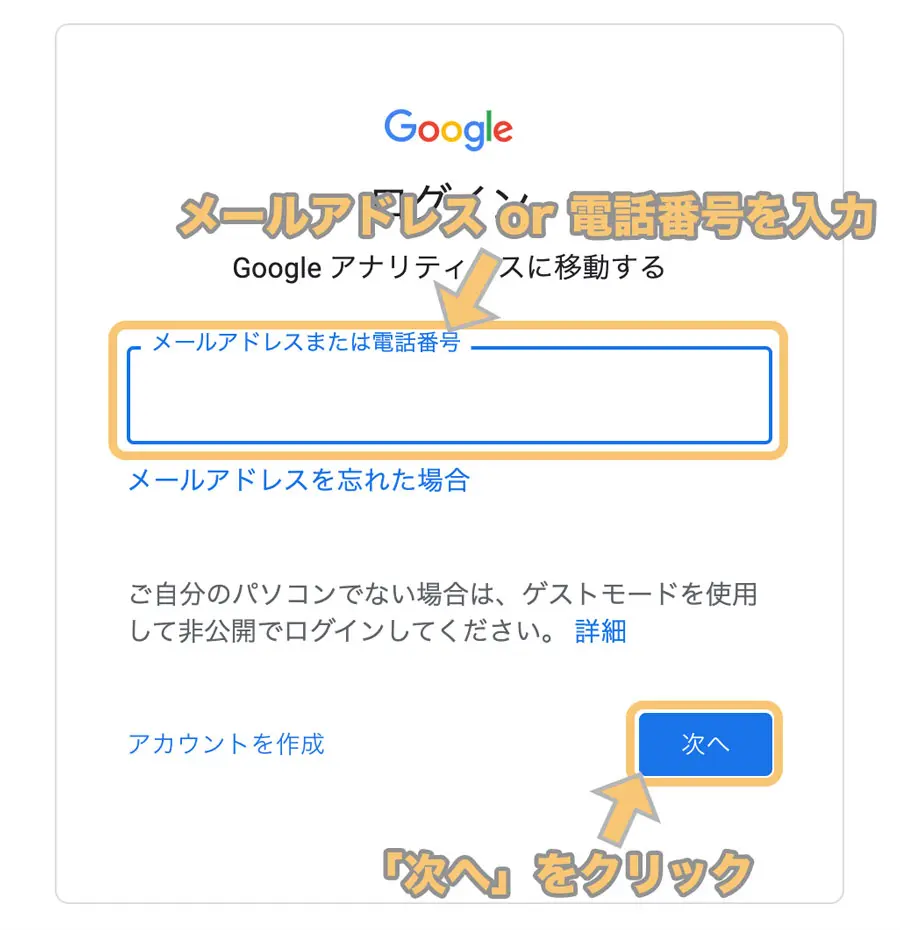 Google
ログイン
メールアドレス or 電話番号を入力
Google アナリティ スに移動する
メールアドレスまたは電話番号
メールアドレスを忘れた場合
ご自分のパソコンでない場合は、ゲストモードを使用
して非公開でログインしてください。 詳細
アカウントを作成
次へ
「次へ」をクリック